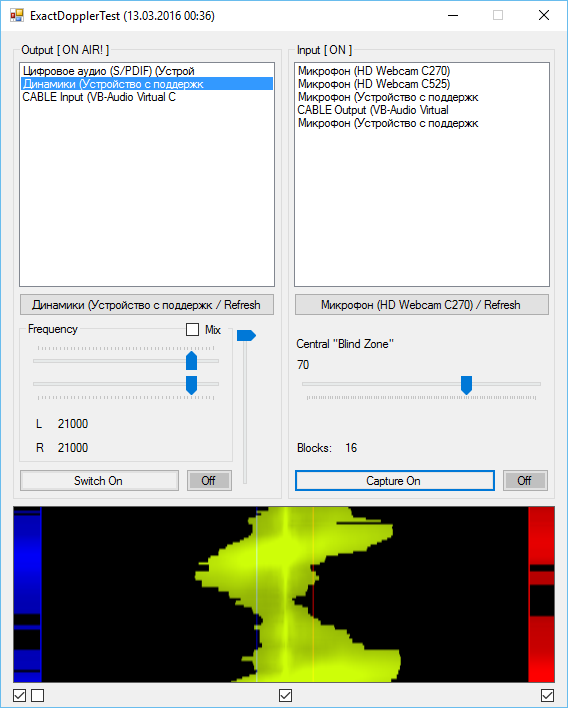 ExactDopplerTest (13.03.2016 00:36)
Output [ ON AIR! ]
Цифровое аудио (S/PDIF) (Устрой
Динамики (Устройство с поддержк
CABLE Input (VB-Audio Virtual C
Динамики (Устройство с поддержк / Refresh
Frequency
Mix
L 21000
R 21000
Switch On
Off
Input [ ON ]
Микрофон (HD Webcam C270)
Микрофон (HD Webcam C525)
Микрофон (Устройство с поддержк
CABLE Output (VB-Audio Virtual
Микрофон (Устройство с поддержк
Микрофон (HD Webcam C270) / Refresh
Central "Blind Zone"
70
Blocks: 16
Capture On
Off